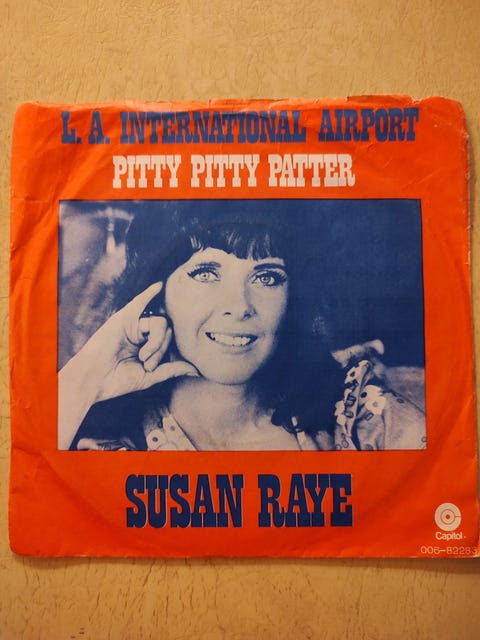 L. A. INTERNATIONAL AIRPORT
PITTY PITTY PATTER
SUSAN RAYE
Capitol
006-82283